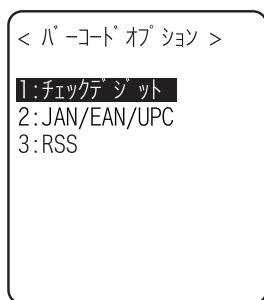 < ﾊﾞｰｺｰﾄﾞｵﾌﾟｼｮﾝ >
1:ﾁｪｯｸﾃﾞｼﾞｯﾄ
2:JAN/EAN/UPC
3:RSS